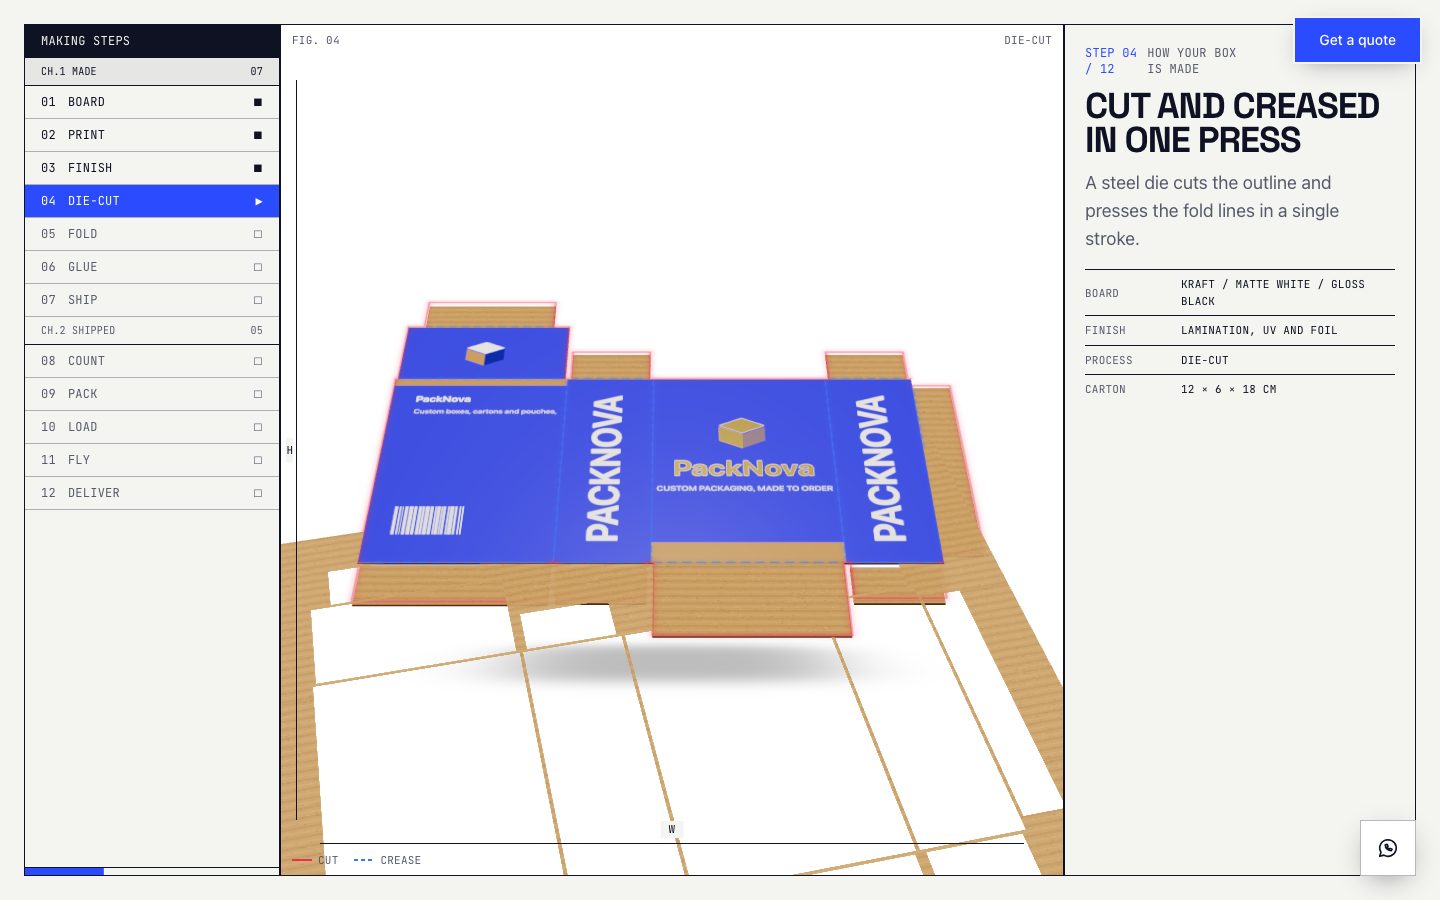 MAKING STEPS
CH.1 MADE 07
01 BOARD
02 PRINT
03 FINISH
04 DIE-CUT
05 FOLD
06 GLUE
07 SHIP
CH.2 SHIPPED 05
08 COUNT
09 PACK
10 LOAD
11 FLY
12 DELIVER
FIG. 04
DIE-CUT
H
PackNova
Custom boxes, cartons and pouches,
PACKNOVA
PackNova
CUSTOM PACKAGING, MADE TO ORDER
PACKNOVA
W
CUT
CREASE
Get a quote
STEP 04 / 12
HOW YOUR BOX IS MADE
CUT AND CREASED
IN ONE PRESS
A steel die cuts the outline and
presses the fold lines in a single
stroke.
BOARD KRAFT / MATTE WHITE / GLOSS
BLACK
FINISH LAMINATION, UV AND FOIL
PROCESS DIE-CUT
CARTON 12 × 6 × 18 CM